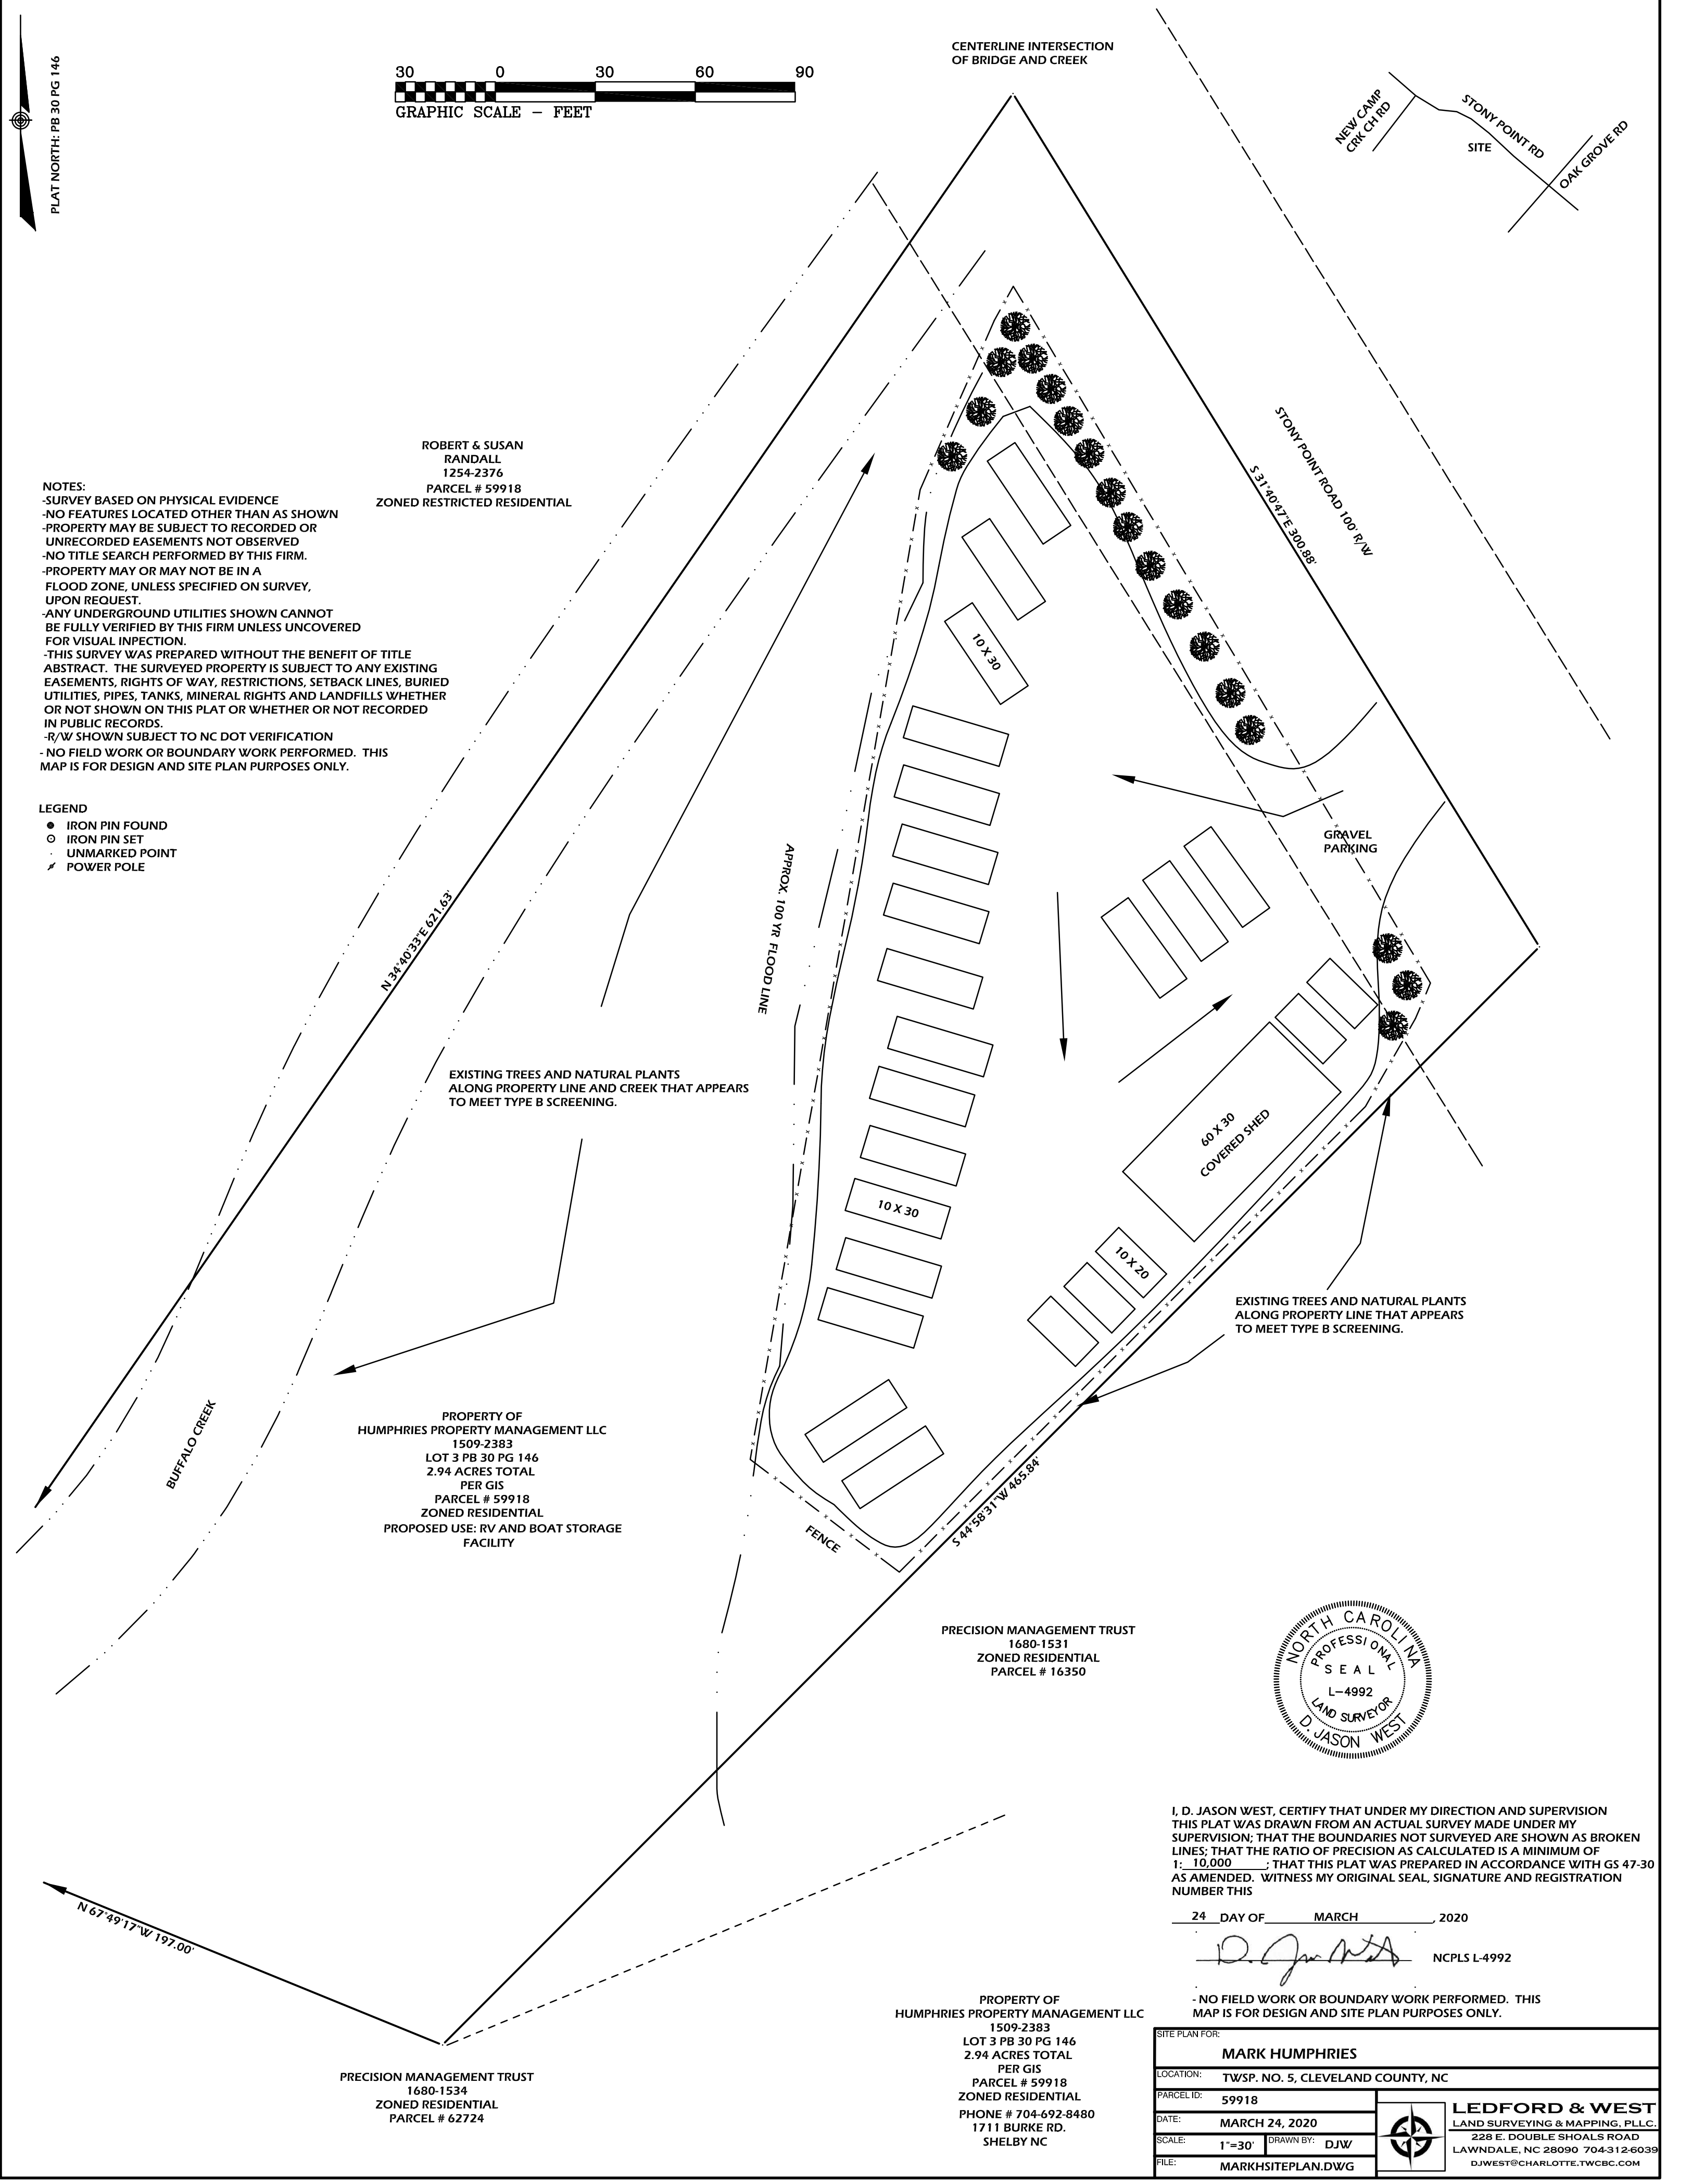 PLAT NORTH: PB 30 PG 146
30 0 30 60 90
GRAPHIC SCALE - FEET
CENTERLINE INTERSECTION
OF BRIDGE AND CREEK
NEW CAMP
CRK CH RD
STONY POINT RD
SITE
OAK GROVE RD
ROBERT & SUSAN
RANDALL
1254-2376
PARCEL # 59918
ZONED RESTRICTED RESIDENTIAL
STONY POINT ROAD 100' R/W
S 31°40'47"E 300.88'
NOTES:
-SURVEY BASED ON PHYSICAL EVIDENCE
-NO FEATURES LOCATED OTHER THAN AS SHOWN
-PROPERTY MAY BE SUBJECT TO RECORDED OR
UNRECORDED EASEMENTS NOT OBSERVED
-NO TITLE SEARCH PERFORMED BY THIS FIRM.
-PROPERTY MAY OR MAY NOT BE IN A
FLOOD ZONE, UNLESS SPECIFIED ON SURVEY,
UPON REQUEST.
-ANY UNDERGROUND UTILITIES SHOWN CANNOT
BE FULLY VERIFIED BY THIS FIRM UNLESS UNCOVERED
FOR VISUAL INPECTION.
-THIS SURVEY WAS PREPARED WITHOUT THE BENEFIT OF TITLE
ABSTRACT. THE SURVEYED PROPERTY IS SUBJECT TO ANY EXISTING
EASEMENTS, RIGHTS OF WAY, RESTRICTIONS, SETBACK LINES, BURIED
UTILITIES, PIPES, TANKS, MINERAL RIGHTS AND LANDFILLS WHETHER
OR NOT SHOWN ON THIS PLAT OR WHETHER OR NOT RECORDED
IN PUBLIC RECORDS.
-R/W SHOWN SUBJECT TO NC DOT VERIFICATION
- NO FIELD WORK OR BOUNDARY WORK PERFORMED. THIS
MAP IS FOR DESIGN AND SITE PLAN PURPOSES ONLY.
LEGEND
IRON PIN FOUND
IRON PIN SET
UNMARKED POINT
POWER POLE
10 X 30
GRAVEL
PARKING
APPROX. 100 YR FLOOD LINE
N 34°40'33"E 621.63'
EXISTING TREES AND NATURAL PLANTS
ALONG PROPERTY LINE AND CREEK THAT APPEARS
TO MEET TYPE B SCREENING.
60 X 30
COVERED SHED
10 X 30
10 X 20
EXISTING TREES AND NATURAL PLANTS
ALONG PROPERTY LINE THAT APPEARS
TO MEET TYPE B SCREENING.
BUFFALO CREEK
PROPERTY OF
HUMPHRIES PROPERTY MANAGEMENT LLC
1509-2383
LOT 3 PB 30 PG 146
2.94 ACRES TOTAL
PER GIS
PARCEL # 59918
ZONED RESIDENTIAL
PROPOSED USE: RV AND BOAT STORAGE
FACILITY
FENCE
S 44°58'31"W 465.84'
PRECISION MANAGEMENT TRUST
1680-1531
ZONED RESIDENTIAL
PARCEL # 16350
NORTH CAROLINA
PROFESSIONAL
SEAL
L-4992
LAND SURVEYOR
D. JASON WEST
I, D. JASON WEST, CERTIFY THAT UNDER MY DIRECTION AND SUPERVISION
THIS PLAT WAS DRAWN FROM AN ACTUAL SURVEY MADE UNDER MY
SUPERVISION; THAT THE BOUNDARIES NOT SURVEYED ARE SHOWN AS BROKEN
LINES; THAT THE RATIO OF PRECISION AS CALCULATED IS A MINIMUM OF
1: 10,000 ; THAT THIS PLAT WAS PREPARED IN ACCORDANCE WITH GS 47-30
AS AMENDED. WITNESS MY ORIGINAL SEAL, SIGNATURE AND REGISTRATION
NUMBER THIS
24 DAY OF MARCH , 2020
D. Jason West NCPLS L-4992
- NO FIELD WORK OR BOUNDARY WORK PERFORMED. THIS
MAP IS FOR DESIGN AND SITE PLAN PURPOSES ONLY.
N 67°49'17"W 197.00'
PRECISION MANAGEMENT TRUST
1680-1534
ZONED RESIDENTIAL
PARCEL # 62724
PROPERTY OF
HUMPHRIES PROPERTY MANAGEMENT LLC
1509-2383
LOT 3 PB 30 PG 146
2.94 ACRES TOTAL
PER GIS
PARCEL # 59918
ZONED RESIDENTIAL
PHONE # 704-692-8480
1711 BURKE RD.
SHELBY NC
SITE PLAN FOR:
MARK HUMPHRIES
LOCATION: TWSP. NO. 5, CLEVELAND COUNTY, NC
PARCEL ID: 59918
DATE: MARCH 24, 2020
SCALE: 1"=30' DRAWN BY: DJW
FILE: MARKHSITEPLAN.DWG
LEDFORD & WEST
LAND SURVEYING & MAPPING, PLLC.
228 E. DOUBLE SHOALS ROAD
LAWNDALE, NC 28090 704-312-6039
DJWEST@CHARLOTTE.TWCBC.COM